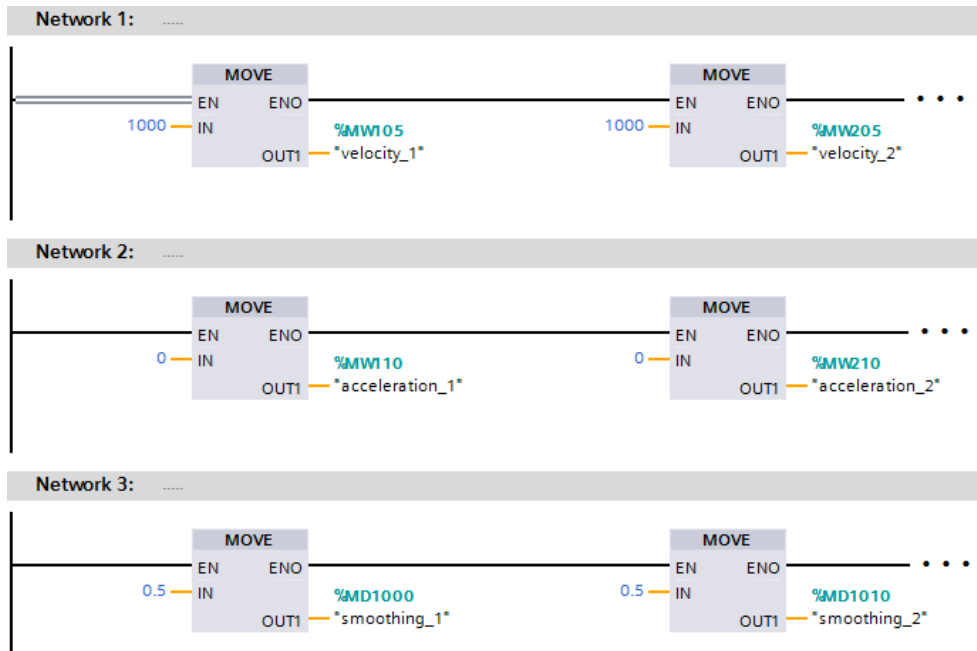 Network 1: .....
MOVE MOVE
EN ENO EN ENO
1000 IN 1000 IN
%MW105 %MW205
OUT1 "velocity_1" OUT1 "velocity_2"
Network 2: .....
MOVE MOVE
EN ENO EN ENO
0 IN 0 IN
%MW110 %MW210
OUT1 "acceleration_1" OUT1 "acceleration_2"
Network 3: .....
MOVE MOVE
EN ENO EN ENO
0.5 IN 0.5 IN
%MD1000 %MD1010
OUT1 "smoothing_1" OUT1 "smoothing_2"